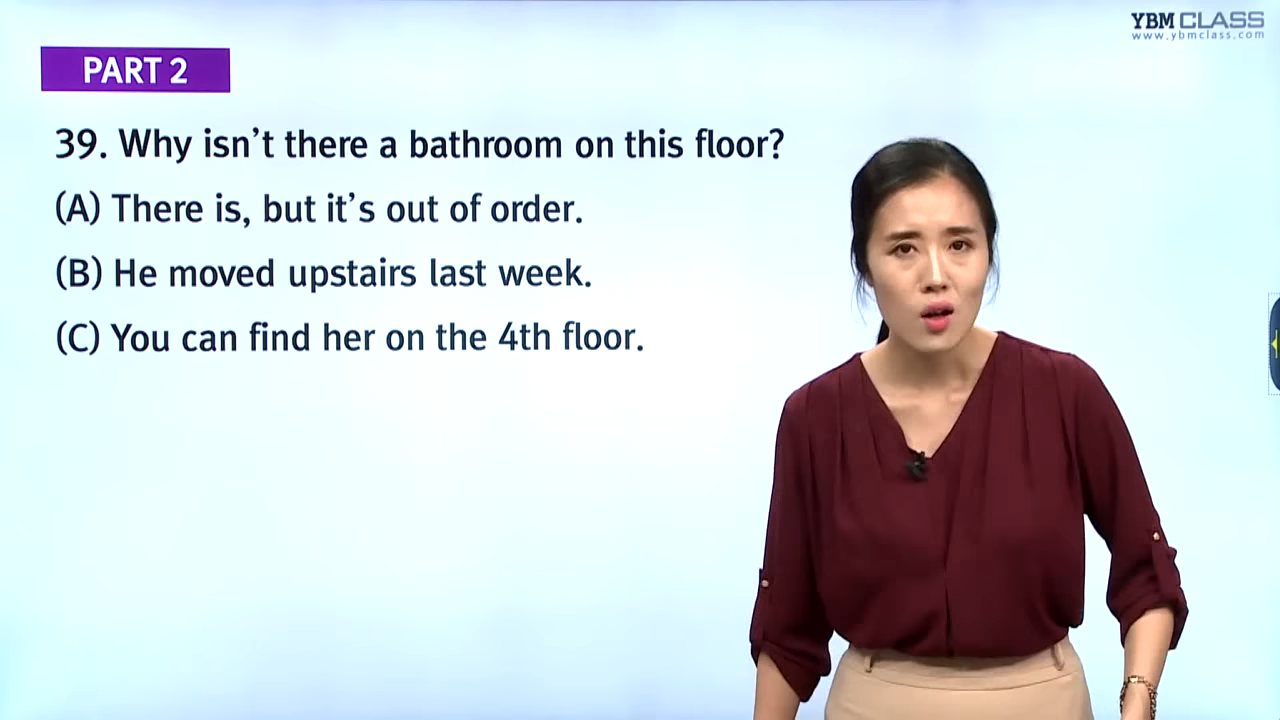 YBM CLASS
www.ybmclass.com
PART 2
39. Why isn't there a bathroom on this floor?
(A) There is, but it's out of order.
(B) He moved upstairs last week.
(C) You can find her on the 4th floor.